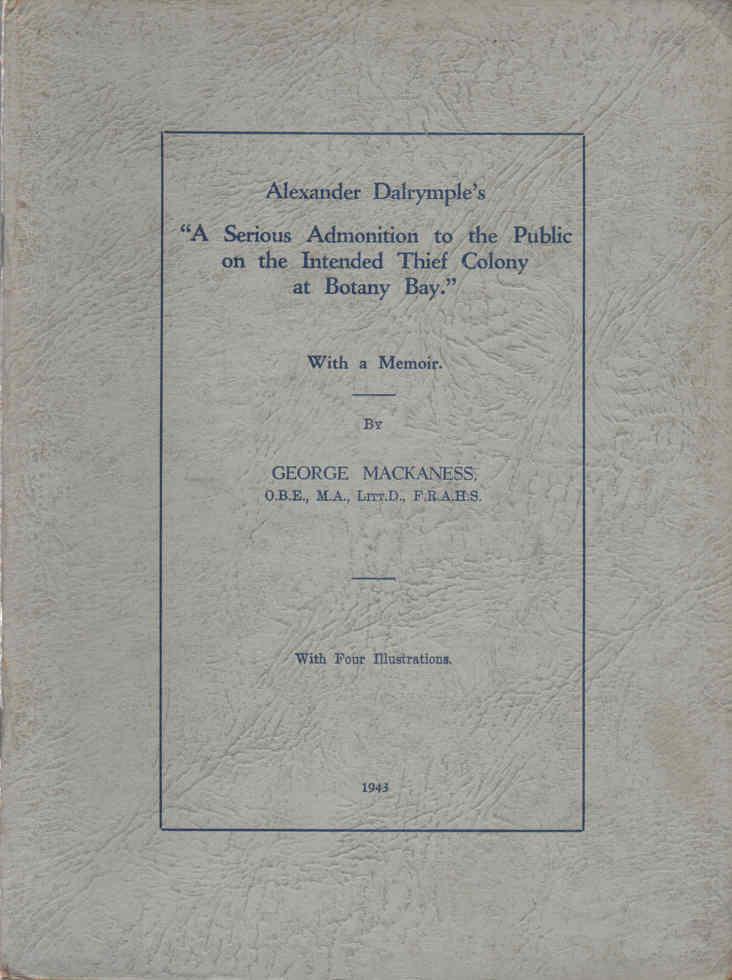 Alexander Dalrymple's
"A Serious Admonition to the Public
on the Intended Thief Colony
at Botany Bay."
With a Memoir.
By
GEORGE MACKANESS,
O.B.E., M.A., Litt.D., F.R.A.H.S.
With Four Illustrations.
1943